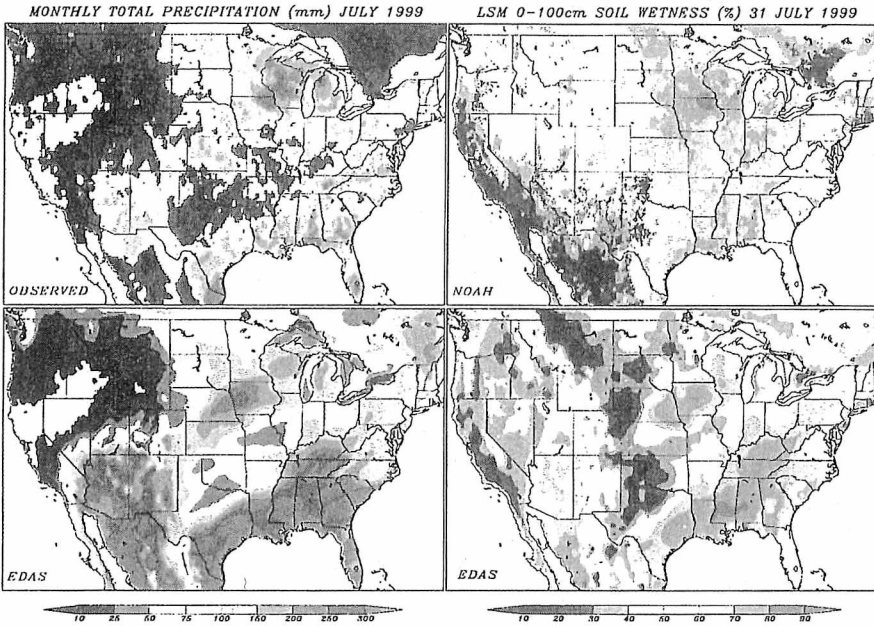 MONTHLY TOTAL PRECIPITATION (mm) JULY 1999
LSM 0-100cm SOIL WETNESS (%) 31 JULY 1999
OBSERVED
NOAH
EDAS
EDAS
10 25 50 75 100 150 200 250 300
10 20 30 40 50 60 70 80 90